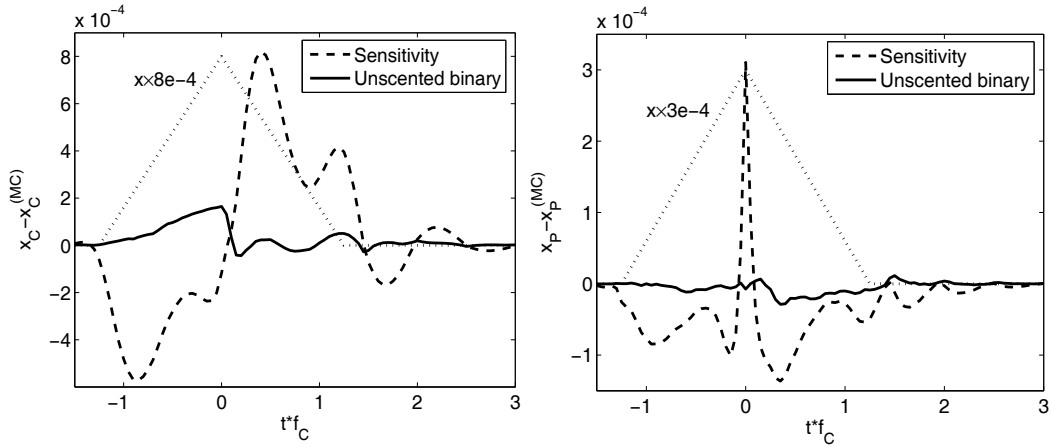 x 10⁻⁴
8
6
4
2
0
−2
−4
−1
0
1
2
3
x_C−x_C^(MC)
t*f_C
x×8e−4
Sensitivity
Unscented binary
x 10⁻⁴
3
2
1
0
−1
−1
0
1
2
3
x_P−x_P^(MC)
t*f_C
x×3e−4
Sensitivity
Unscented binary